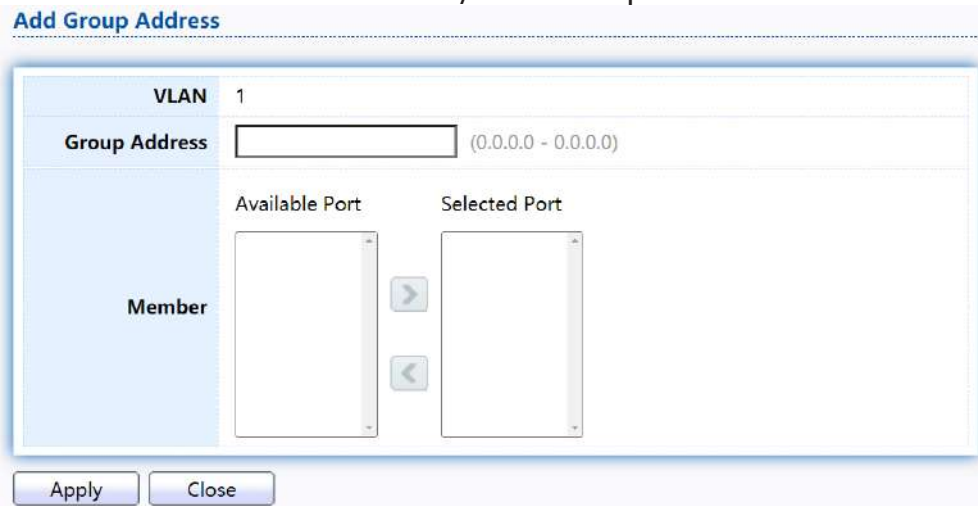 Add Group Address
VLAN 1
Group Address (0.0.0.0 - 0.0.0.0)
Available Port Selected Port
Member
Apply Close